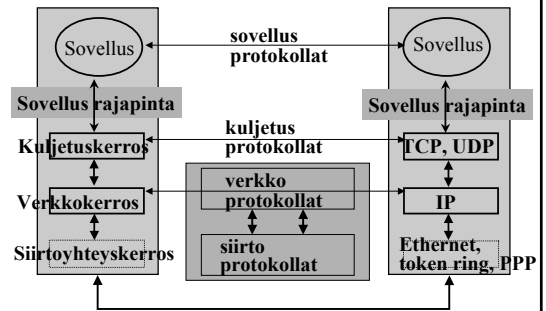 Sovellus
sovellus
protokollat
Sovellus
Sovellus rajapinta
Sovellus rajapinta
Kuljetuskerros
kuljetus
protokollat
TCP, UDP
Verkkokerros
verkko
protokollat
IP
Siirtoyhteyskerros
siirto
protokollat
Ethernet,
token ring, PPP